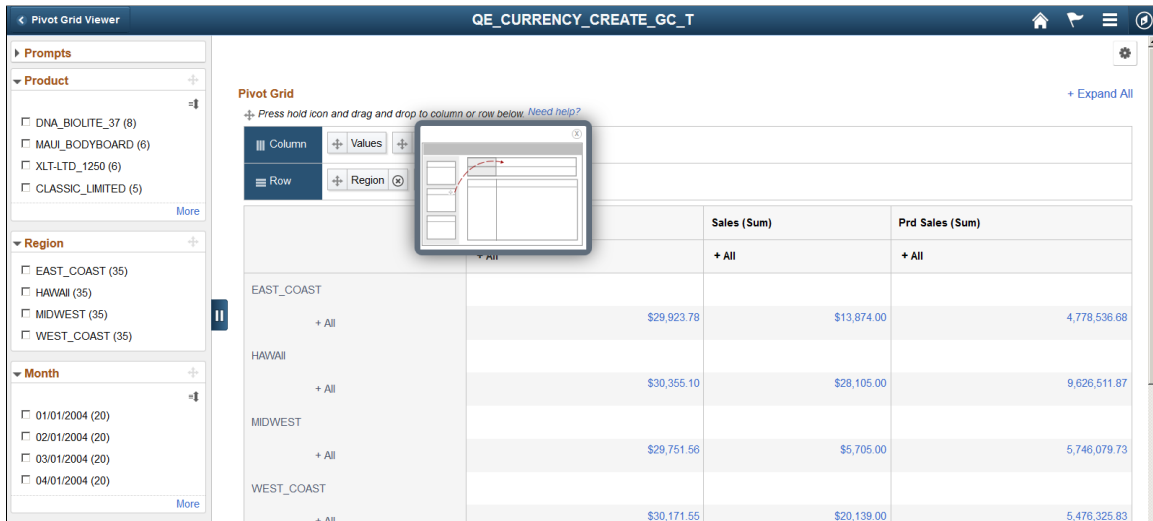 Pivot Grid Viewer
QE_CURRENCY_CREATE_GC_T
Prompts
Product
DNA_BIOLITE_37 (8)
MAUI_BODYBOARD (6)
XLT-LTD_1250 (6)
CLASSIC_LIMITED (5)
More
Region
EAST_COAST (35)
HAWAII (35)
MIDWEST (35)
WEST_COAST (35)
Month
01/01/2004 (20)
02/01/2004 (20)
03/01/2004 (20)
04/01/2004 (20)
More
Pivot Grid
+ Expand All
Press hold icon and drag and drop to column or row below. Need help?
Column Values
Row Region
Sales (Sum) Prd Sales (Sum)
+ All + All + All
EAST_COAST
+ All $29,923.78 $13,874.00 4,778,536.68
HAWAII
+ All $30,355.10 $28,105.00 9,626,511.87
MIDWEST
+ All $29,751.56 $5,705.00 5,746,079.73
WEST_COAST
+ All $30,171.55 $20,139.00 5,476,325.83